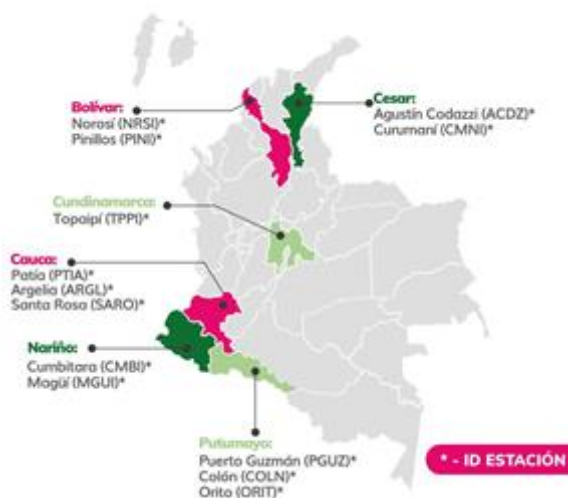 Bolívar:
Norosí (NRSI)*
Pinillos (PINI)*
Cesar:
Agustín Codazzi (ACDZ)*
Curumaní (CMNI)*
Cundinamarca:
Topaipí (TPPI)*
Cauca:
Patía (PTIA)*
Argelia (ARGL)*
Santa Rosa (SARO)*
Nariño:
Cumbitara (CMBI)*
Magüí (MGUI)*
Putumayo:
Puerto Guzmán (PGUZ)*
Colón (COLN)*
Orito (ORIT)*
* - ID ESTACIÓN